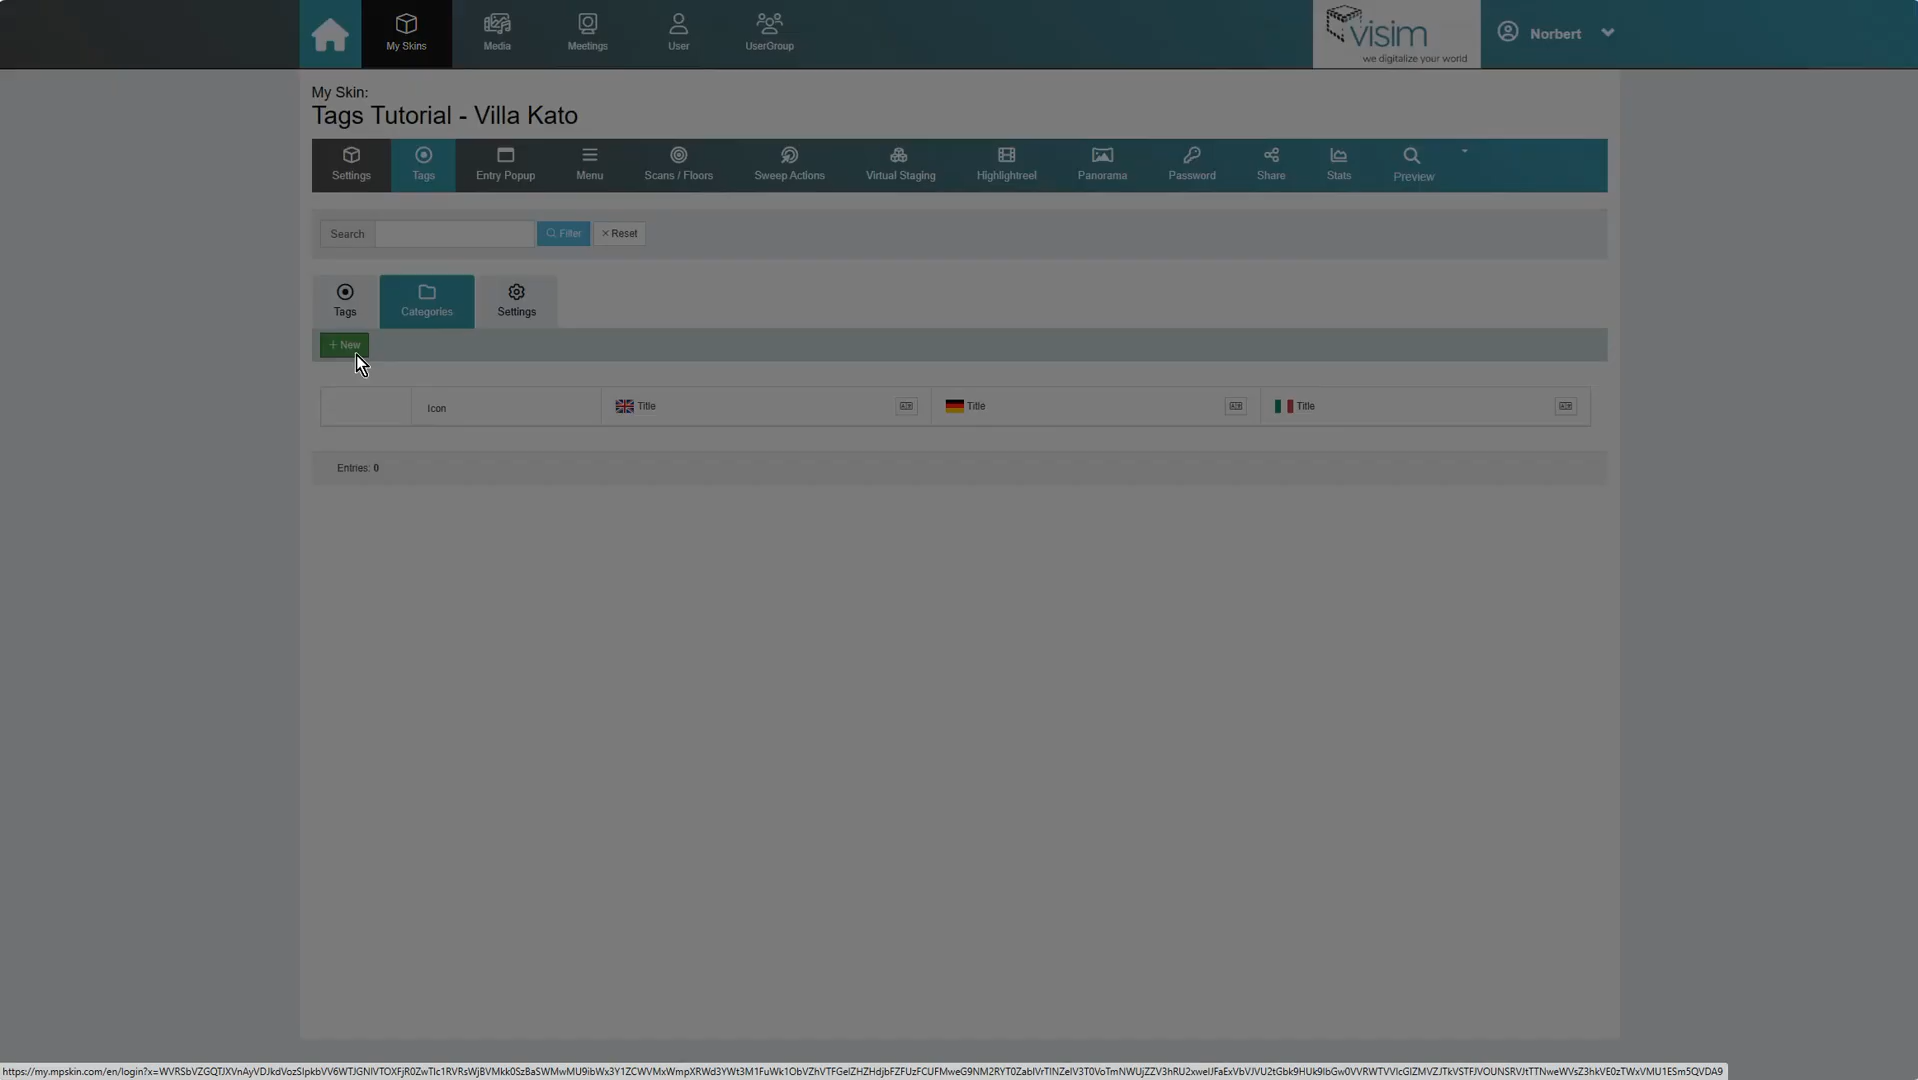 My Skins
Media
Meetings
User
UserGroup
visim
we digitalize your world
Norbert
My Skin:
Tags Tutorial - Villa Kato
Settings
Tags
Entry Popup
Menu
Scans / Floors
Sweep Actions
Virtual Staging
Highlightreel
Panorama
Password
Share
Stats
Preview
Search
Filter
× Reset
Tags
Categories
Settings
+ New
Icon
Title
Title
Title
Entries: 0